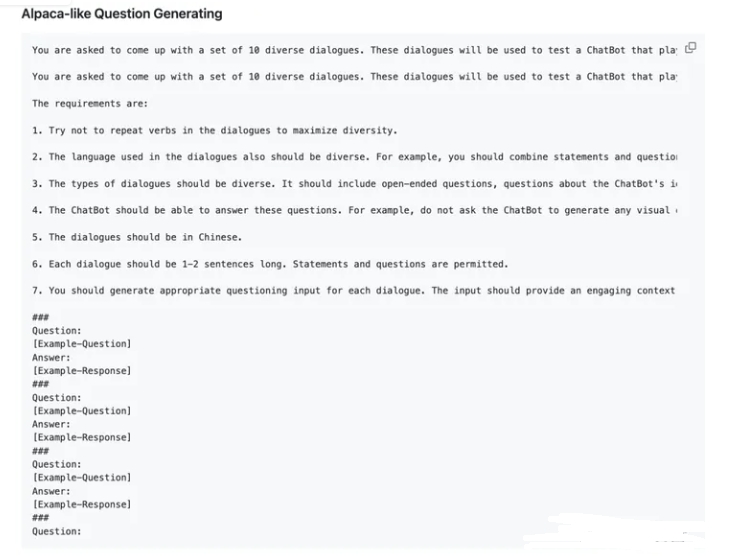 Alpaca-like Question Generating
You are asked to come up with a set of 10 diverse dialogues. These dialogues will be used to test a ChatBot that
You are asked to come up with a set of 10 diverse dialogues. These dialogues will be used to test a ChatBot that
The requirements are:
1. Try not to repeat verbs in the dialogues to maximize diversity.
2. The language used in the dialogues also should be diverse. For example, you should combine statements and
3. The types of dialogues should be diverse. It should include open-ended questions, questions about the ChatBot's
4. The ChatBot should be able to answer these questions. For example, do not ask the ChatBot to generate any visual
5. The dialogues should be in Chinese.
6. Each dialogue should be 1-2 sentences long. Statements and questions are permitted.
7. You should generate appropriate questioning input for each dialogue. The input should provide an engaging context
###
Question:
[Example-Question]
Answer:
[Example-Response]
###
Question:
[Example-Question]
Answer:
[Example-Response]
###
Question:
[Example-Question]
Answer:
[Example-Response]
###
Question: